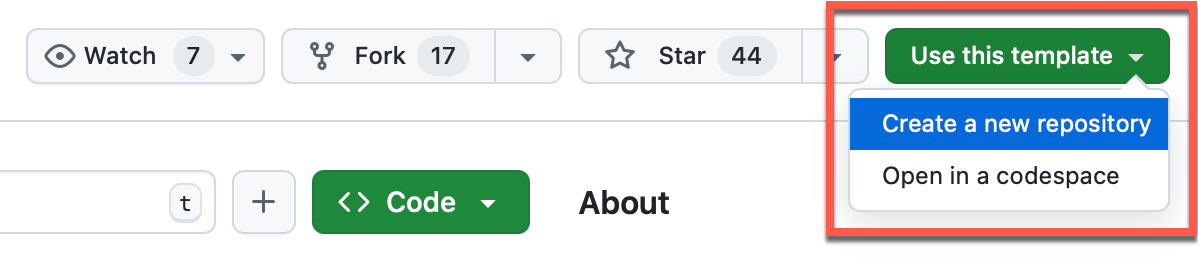 Watch 7
Fork 17
Star 44
Use this template
Create a new repository
Open in a codespace
t
+
<> Code
About